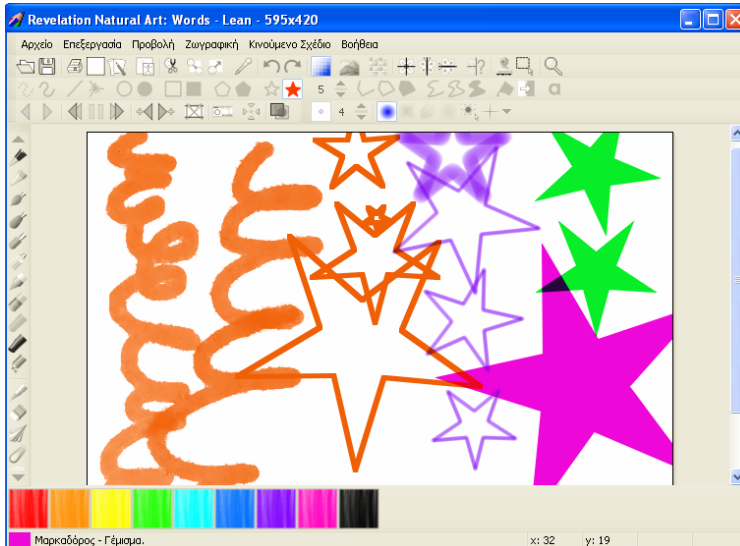 Revelation Natural Art: Words - Lean - 595x420
Αρχείο Επεξεργασία Προβολή Ζωγραφική Κινούμενο Σχέδιο Βοήθεια
5
4
Μαρκαδόρος - Γέμισμα. x: 32 y: 19